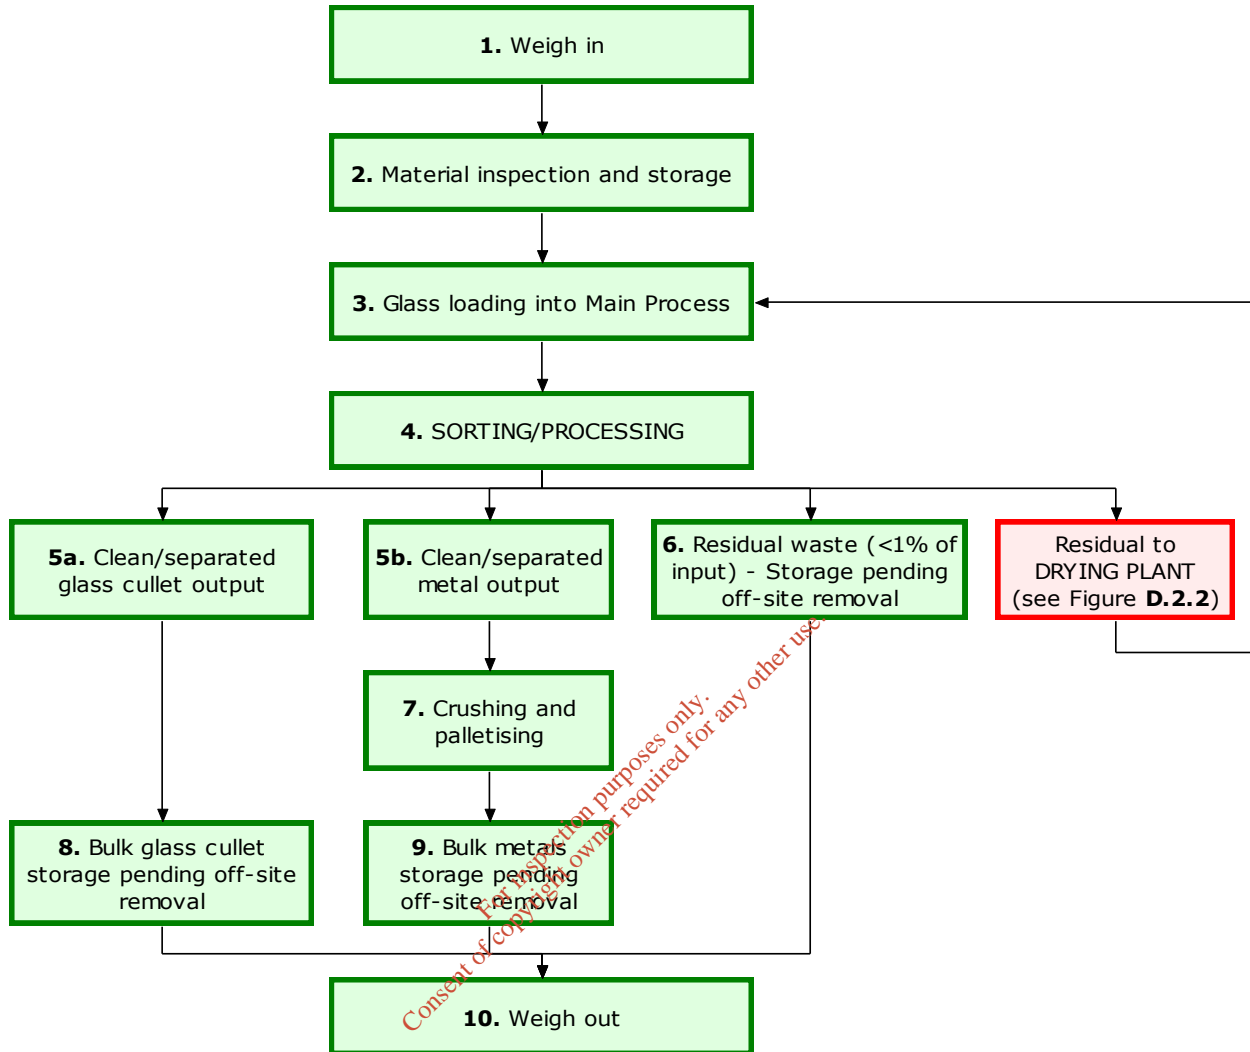 1. Weigh in
2. Material inspection and storage
3. Glass loading into Main Process
4. SORTING/PROCESSING
5a. Clean/separated
glass cullet output
5b. Clean/separated
metal output
6. Residual waste (<1% of
input) - Storage pending
off-site removal
Residual to
DRYING PLANT
(see Figure D.2.2)
7. Crushing and
palletising
8. Bulk glass cullet
storage pending off-site
removal
9. Bulk metals
storage pending
off-site removal
10. Weigh out
For inspection purposes only.
Consent of copyright owner required for any other use.